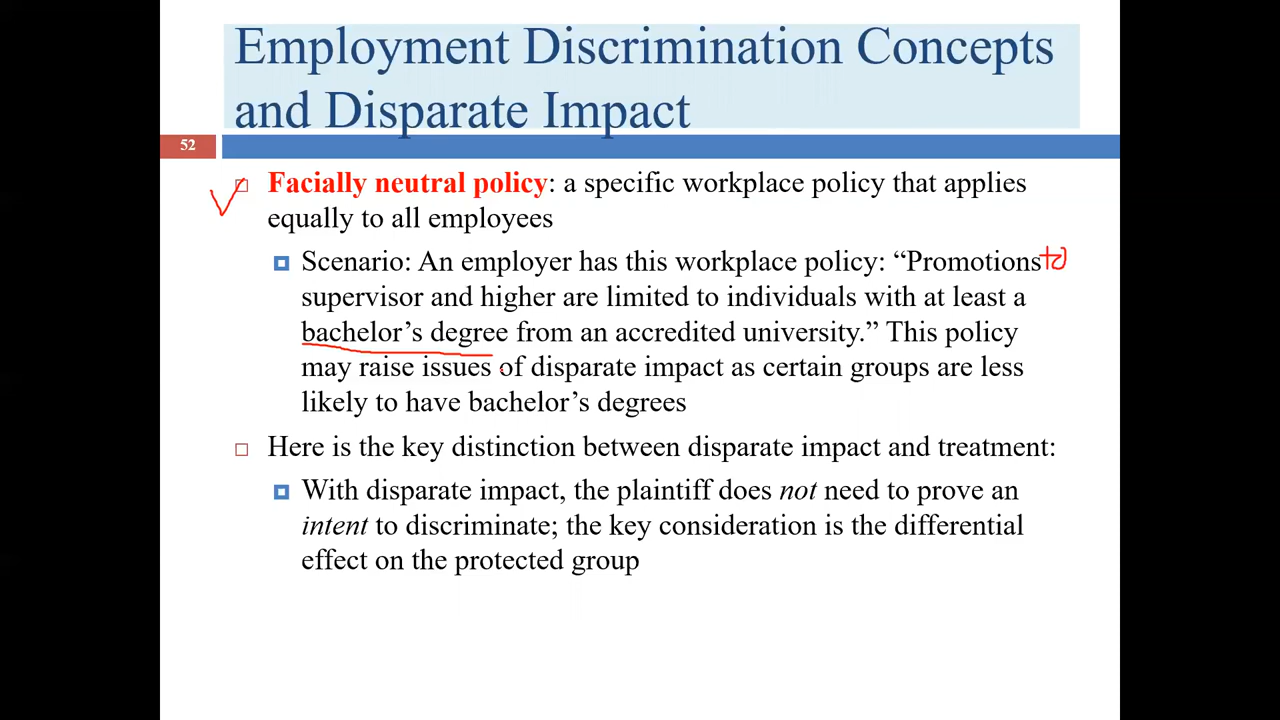 Employment Discrimination Concepts
and Disparate Impact
52
Facially neutral policy: a specific workplace policy that applies
equally to all employees
Scenario: An employer has this workplace policy: “Promotions to
supervisor and higher are limited to individuals with at least a
bachelor’s degree from an accredited university.” This policy
may raise issues of disparate impact as certain groups are less
likely to have bachelor’s degrees
Here is the key distinction between disparate impact and treatment:
With disparate impact, the plaintiff does not need to prove an
intent to discriminate; the key consideration is the differential
effect on the protected group